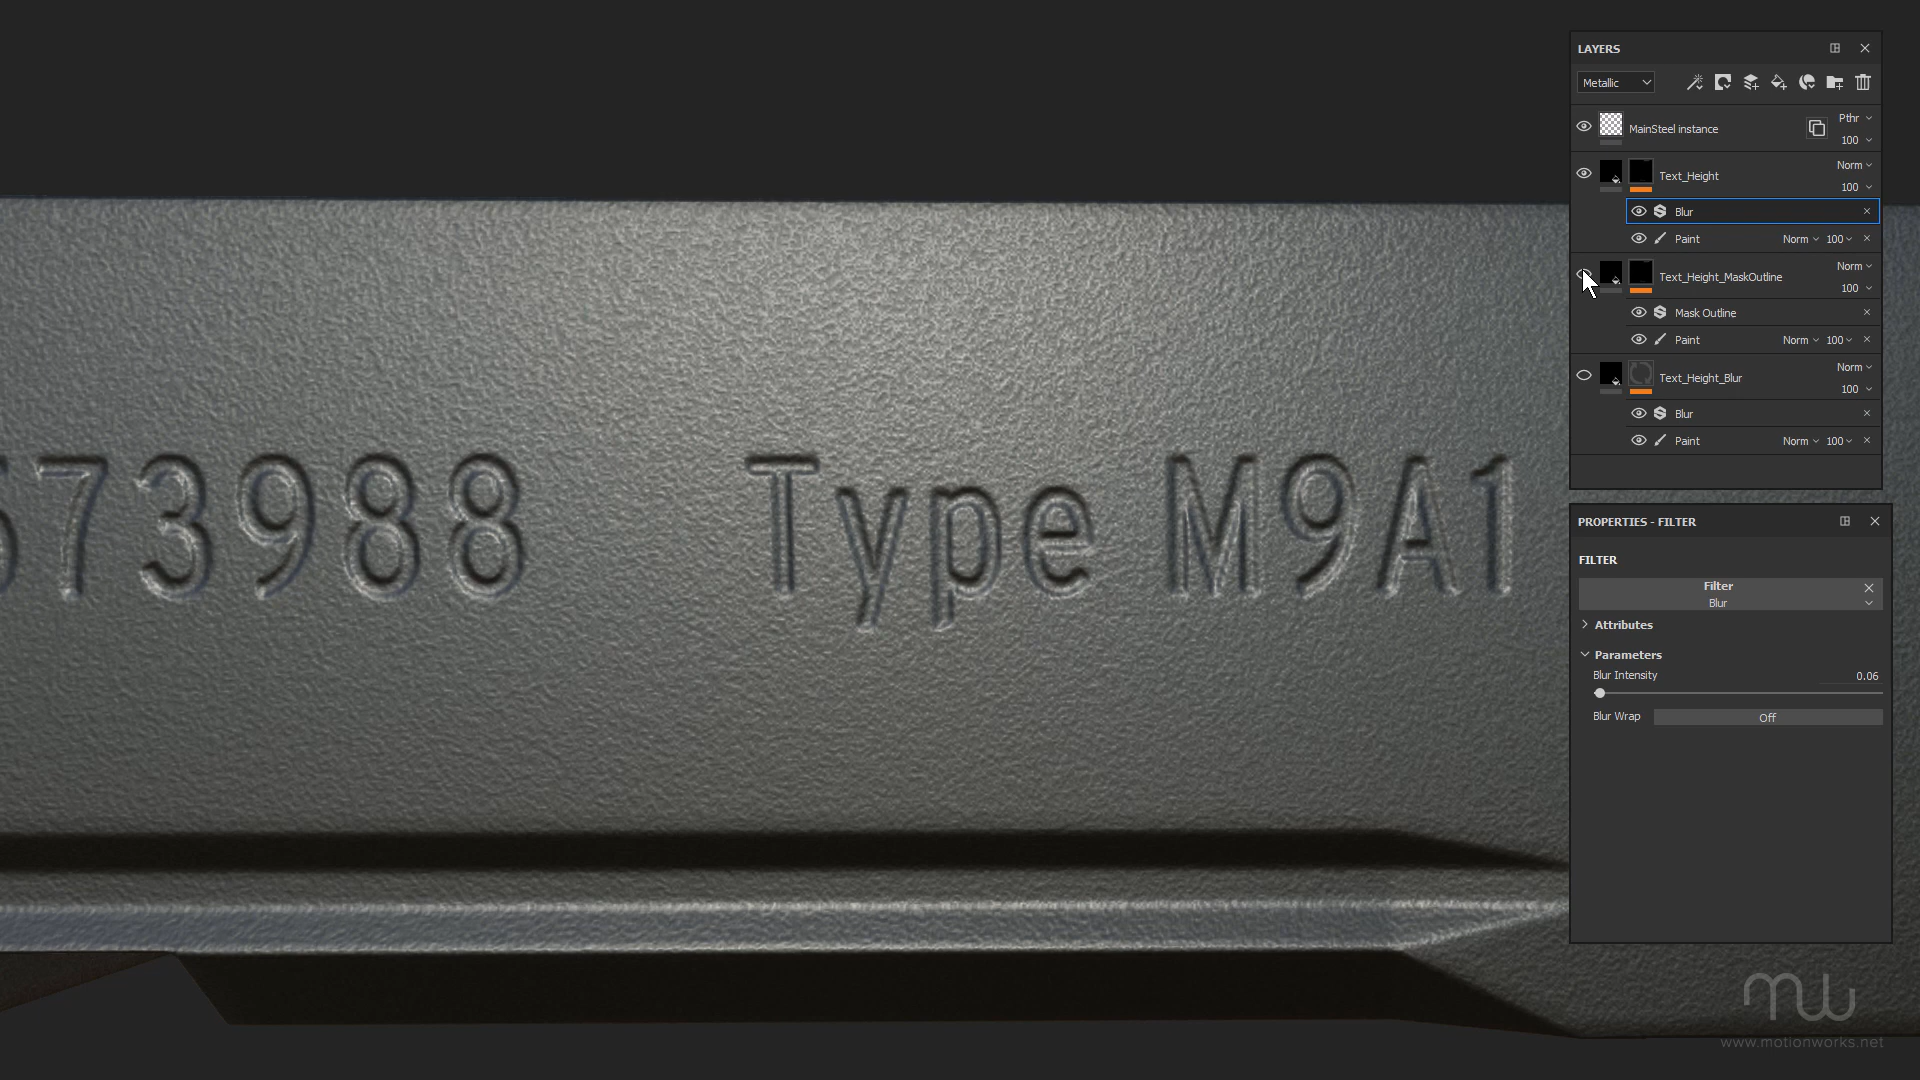 LAYERS
Metallic
MainSteel instance
Pthr
100
Text_Height
Norm
100
Blur
Paint
Norm
100
Text_Height_MaskOutline
Norm
100
Mask Outline
Paint
Norm
100
Text_Height_Blur
Norm
100
Blur
Paint
Norm
100
573988 Type M9A1
PROPERTIES - FILTER
FILTER
Filter
Blur
Attributes
Parameters
Blur Intensity
0.06
Blur Wrap
Off
mw
www.motionworks.net